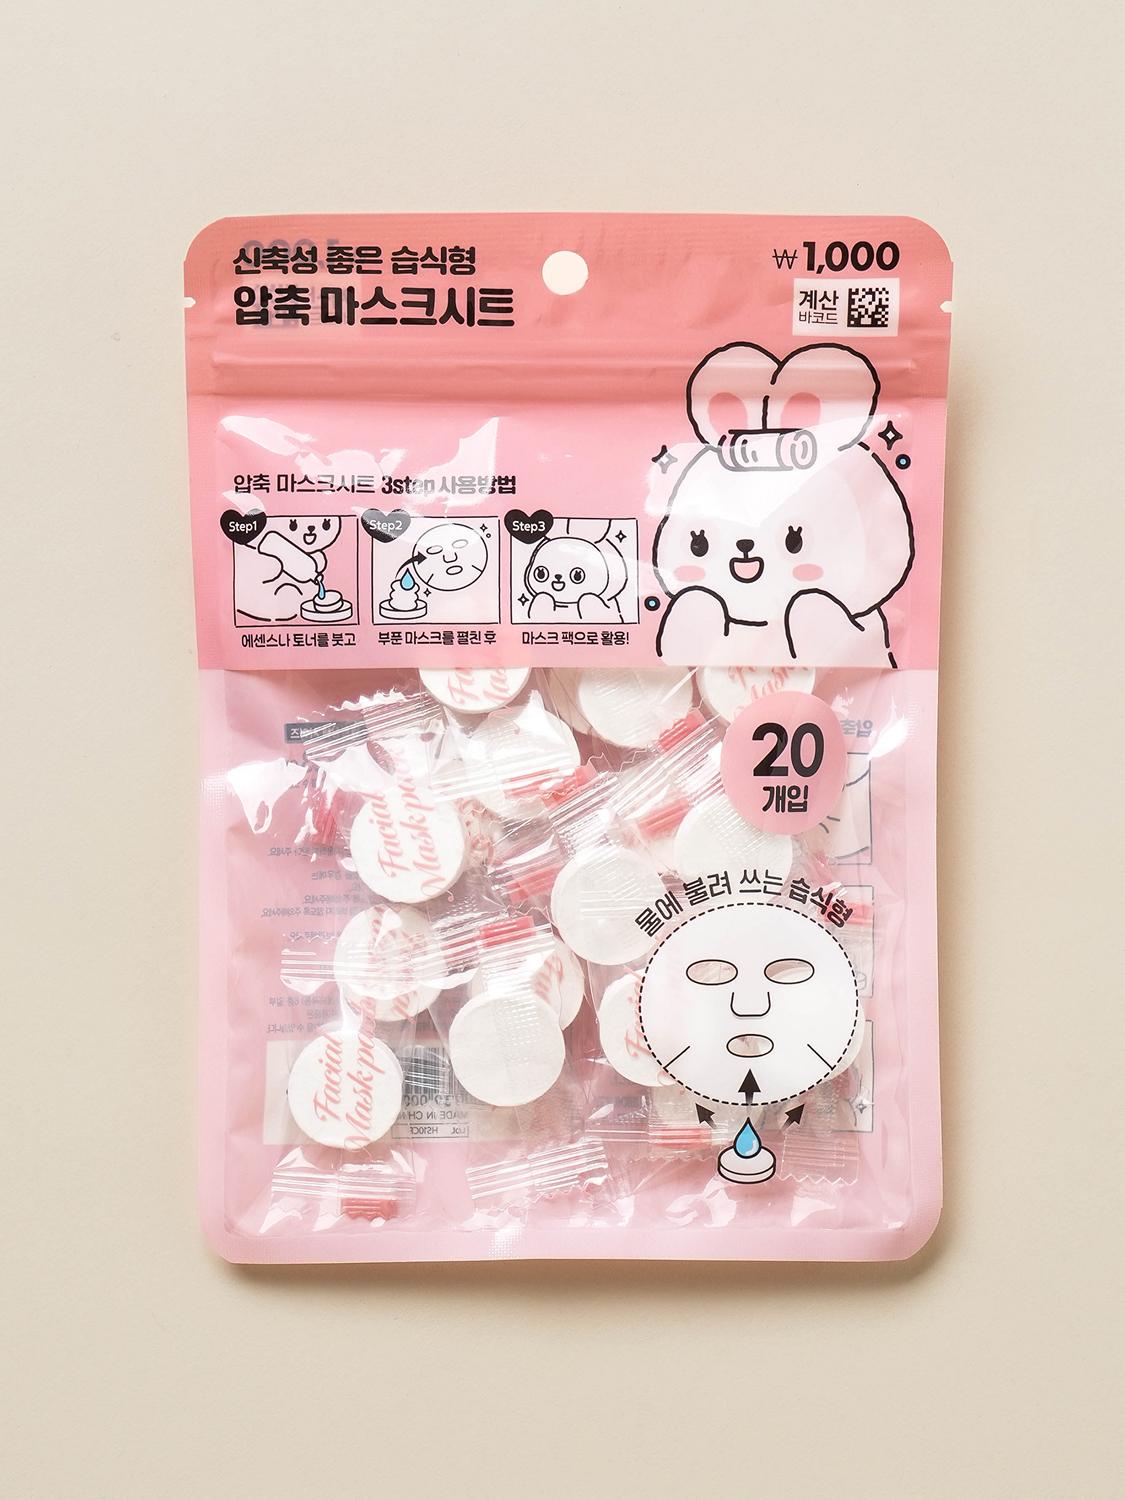 신축성 좋은 습식형
압축 마스크시트
₩1,000
계산
바코드
압축 마스크시트 3step 사용방법
Step1
Step2
Step3
에센스나 토너를 붓고
부푼 마스크를 펼친 후
마스크 팩으로 활용!
20
개입
물에 불려 쓰는 습식형
Facial
Mask
Facial
Mask pack